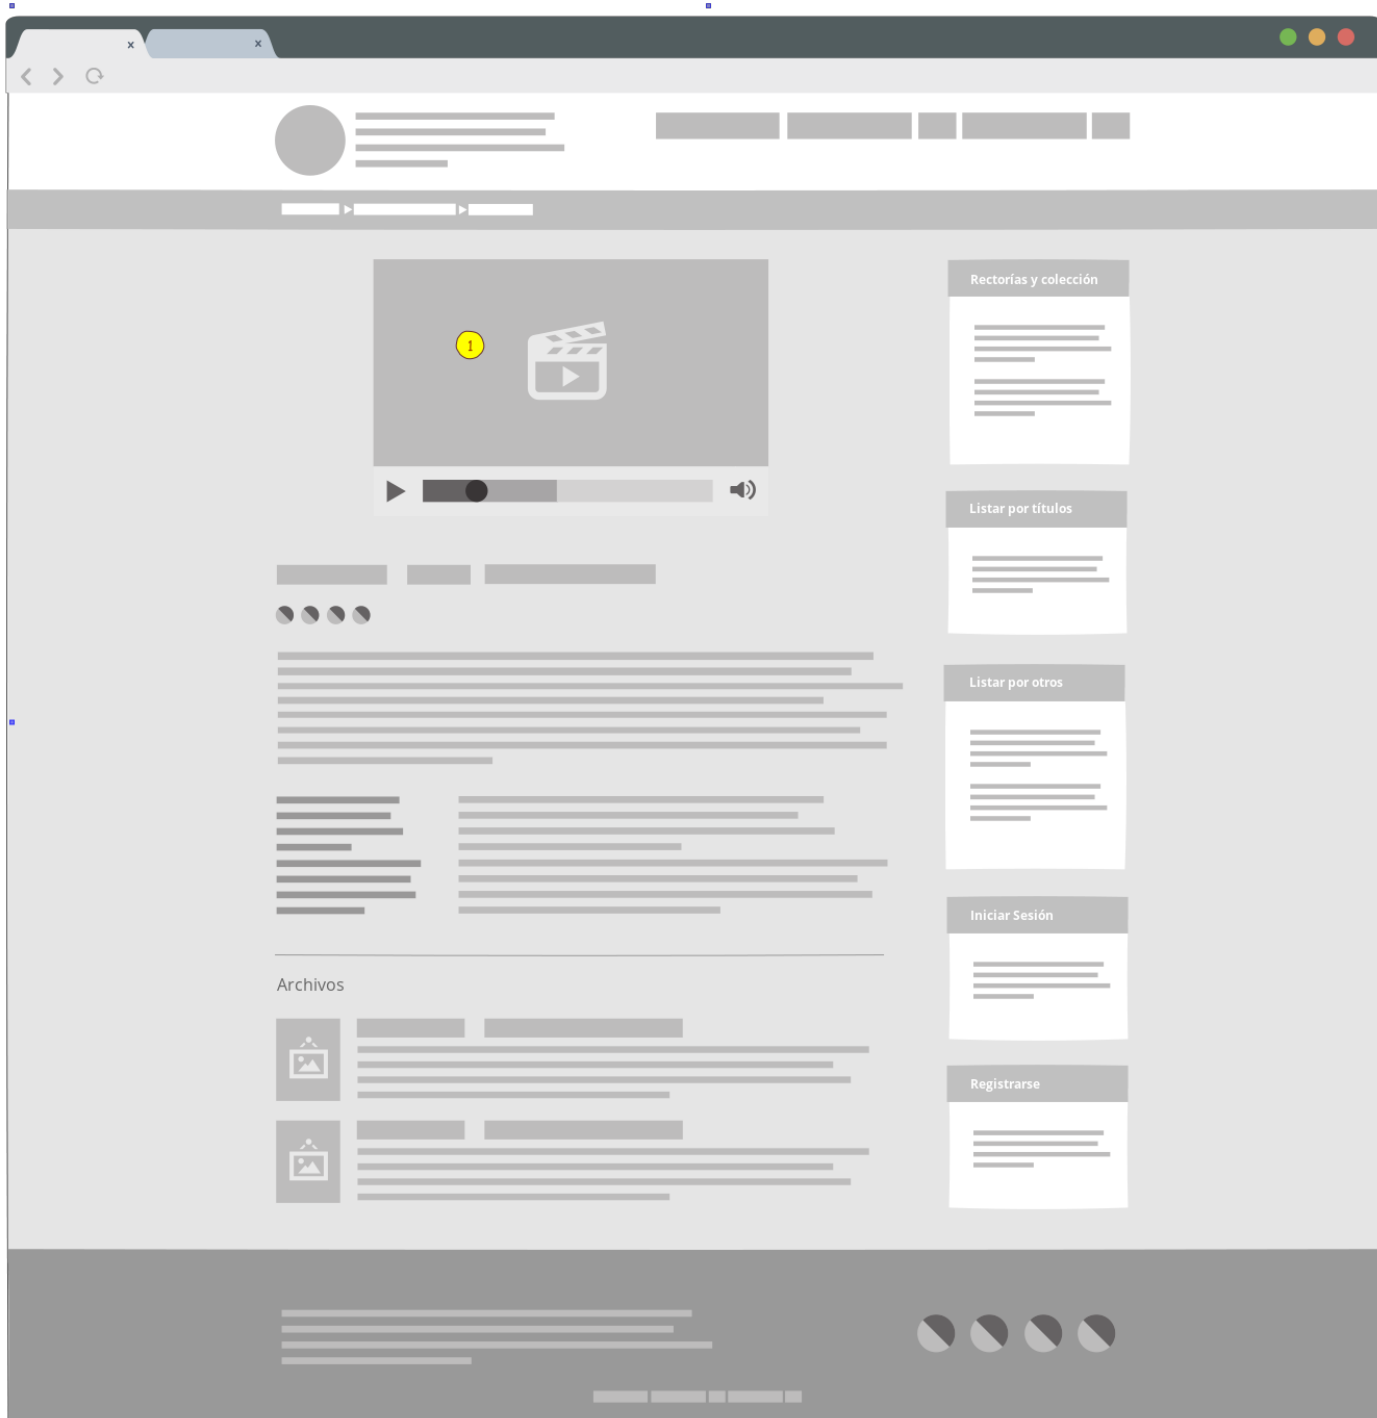 x
x
1
Rectorías y colección
Listar por títulos
Listar por otros
Iniciar Sesión
Archivos
Registrarse